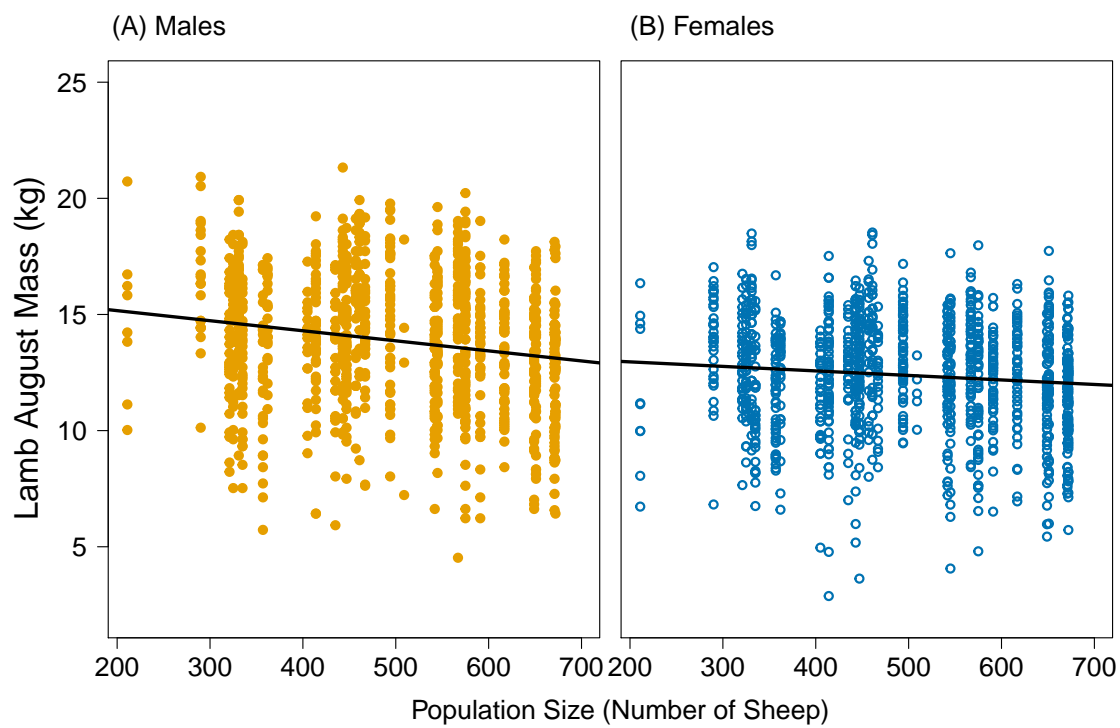 (A) Males
(B) Females
Lamb August Mass (kg)
25
20
15
10
5
200 300 400 500 600 700
200 300 400 500 600 700
Population Size (Number of Sheep)